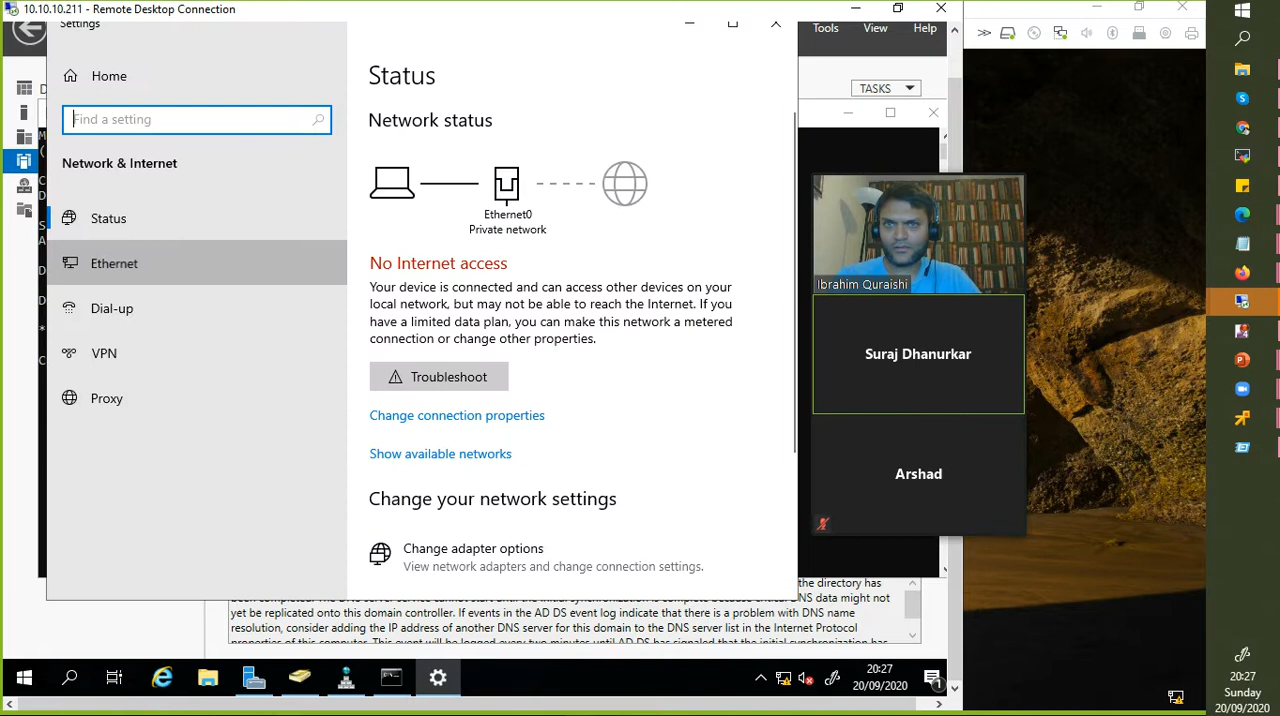 10.10.10.211 - Remote Desktop Connection
Settings
Tools
View
Help
TASKS
Home
Find a setting
Network & Internet
Status
Ethernet
Dial-up
VPN
Proxy
Status
Network status
Ethernet0
Private network
No Internet access
Your device is connected and can access other devices on your
local network, but may not be able to reach the Internet. If you
have a limited data plan, you can make this network a metered
connection or change other properties.
Troubleshoot
Change connection properties
Show available networks
Change your network settings
Change adapter options
View network adapters and change connection settings.
Ibrahim Quraishi
Suraj Dhanurkar
Arshad
the directory has
yet be replicated onto this domain controller. If events in the AD DS event log indicate that there is a problem with DNS name
resolution, consider adding the IP address of another DNS server for this domain to the DNS server list in the Internet Protocol
20:27
20/09/2020
1
20:27
Sunday
20/09/2020